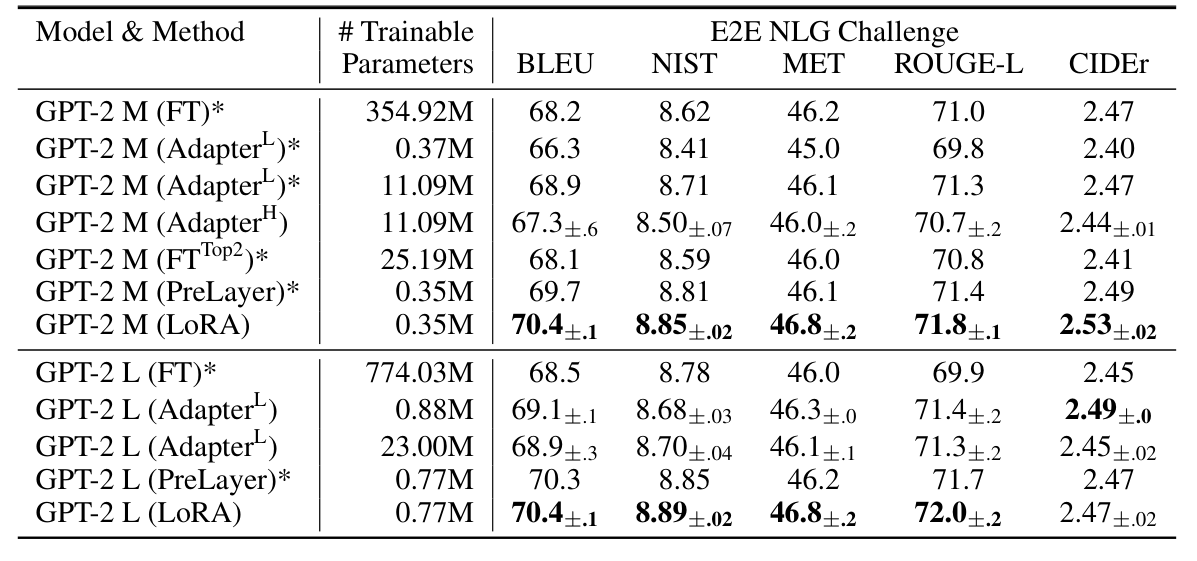 Model & Method # Trainable E2E NLG Challenge
Parameters BLEU NIST MET ROUGE-L CIDEr
GPT-2 M (FT)* 354.92M 68.2 8.62 46.2 71.0 2.47
GPT-2 M (Adapter^L)* 0.37M 66.3 8.41 45.0 69.8 2.40
GPT-2 M (Adapter^L)* 11.09M 68.9 8.71 46.1 71.3 2.47
GPT-2 M (Adapter^H) 11.09M 67.3±.6 8.50±.07 46.0±.2 70.7±.2 2.44±.01
GPT-2 M (FT^Top2)* 25.19M 68.1 8.59 46.0 70.8 2.41
GPT-2 M (PreLayer)* 0.35M 69.7 8.81 46.1 71.4 2.49
GPT-2 M (LoRA) 0.35M 70.4±.1 8.85±.02 46.8±.2 71.8±.1 2.53±.02
GPT-2 L (FT)* 774.03M 68.5 8.78 46.0 69.9 2.45
GPT-2 L (Adapter^L) 0.88M 69.1±.1 8.68±.03 46.3±.0 71.4±.2 2.49±.0
GPT-2 L (Adapter^L) 23.00M 68.9±.3 8.70±.04 46.1±.1 71.3±.2 2.45±.02
GPT-2 L (PreLayer)* 0.77M 70.3 8.85 46.2 71.7 2.47
GPT-2 L (LoRA) 0.77M 70.4±.1 8.89±.02 46.8±.2 72.0±.2 2.47±.02